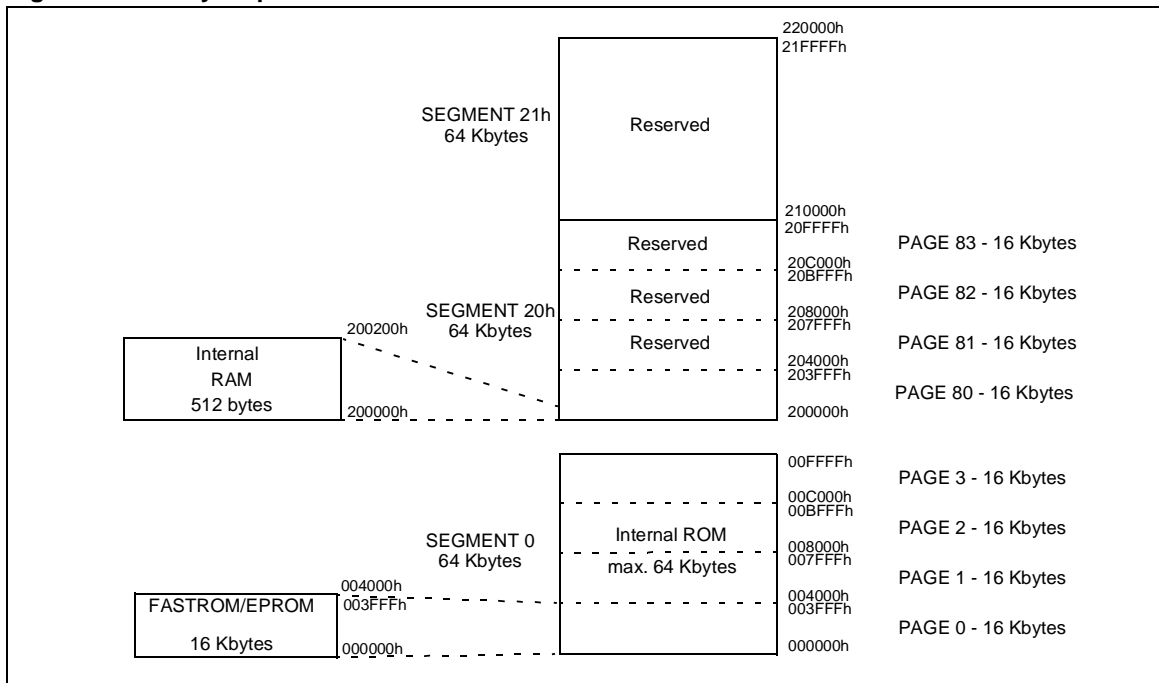 220000h
21FFFFh
SEGMENT 21h
64 Kbytes
Reserved
210000h
20FFFFh
Reserved
PAGE 83 - 16 Kbytes
20C000h
20BFFFh
Reserved
PAGE 82 - 16 Kbytes
SEGMENT 20h
64 Kbytes
208000h
207FFFh
200200h
Reserved
PAGE 81 - 16 Kbytes
Internal
RAM
512 bytes
204000h
203FFFh
PAGE 80 - 16 Kbytes
200000h
200000h
00FFFFh
PAGE 3 - 16 Kbytes
00C000h
00BFFFh
SEGMENT 0
64 Kbytes
Internal ROM
max. 64 Kbytes
PAGE 2 - 16 Kbytes
008000h
007FFFh
PAGE 1 - 16 Kbytes
004000h
003FFFh
FASTROM/EPROM
16 Kbytes
004000h
003FFFh
PAGE 0 - 16 Kbytes
000000h
000000h